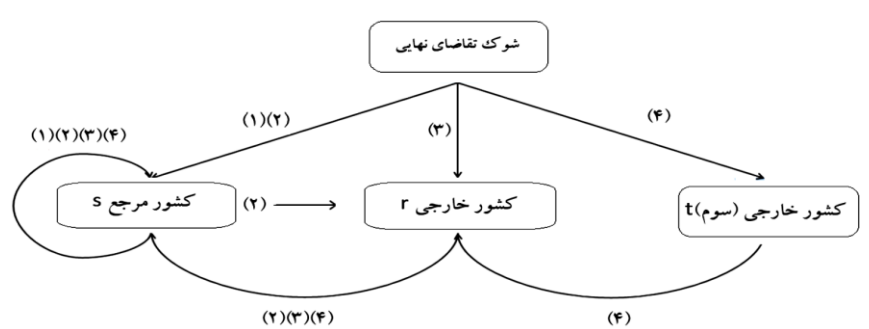 شوک تقاضای نهایی
(۱)(۲)
(۳)
(۴)
(۱)(۲)(۳)(۴)
کشور مرجع s
(۲)
کشور خارجی r
کشور خارجی (سوم)t
(۲)(۳)(۴)
(۴)